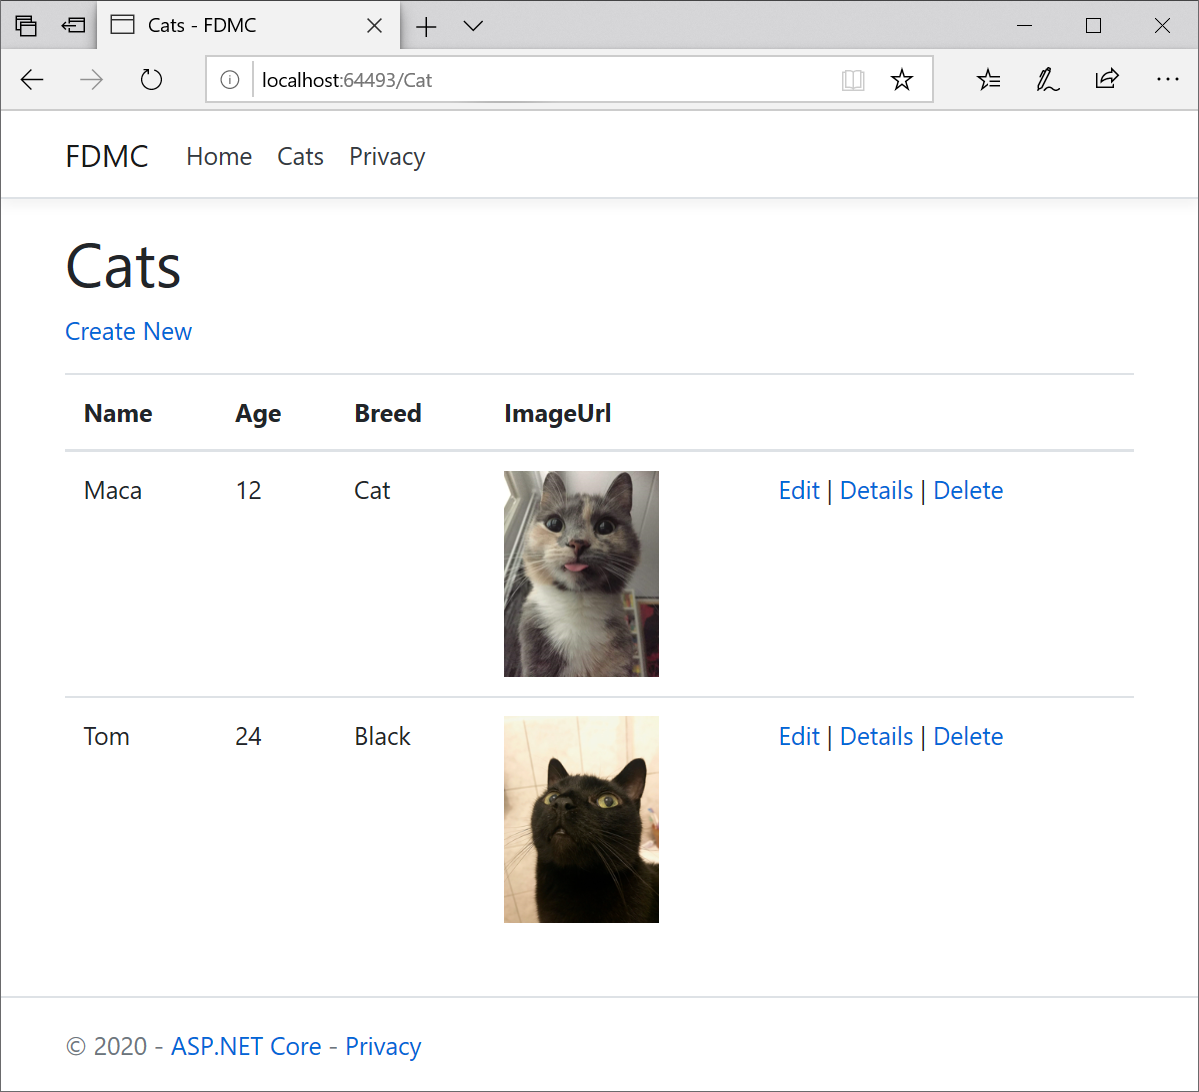 Cats - FDMC
localhost:64493/Cat
FDMC Home Cats Privacy
Cats
Create New
Name Age Breed ImageUrl
Maca 12 Cat Edit | Details | Delete
Tom 24 Black Edit | Details | Delete
© 2020 - ASP.NET Core - Privacy